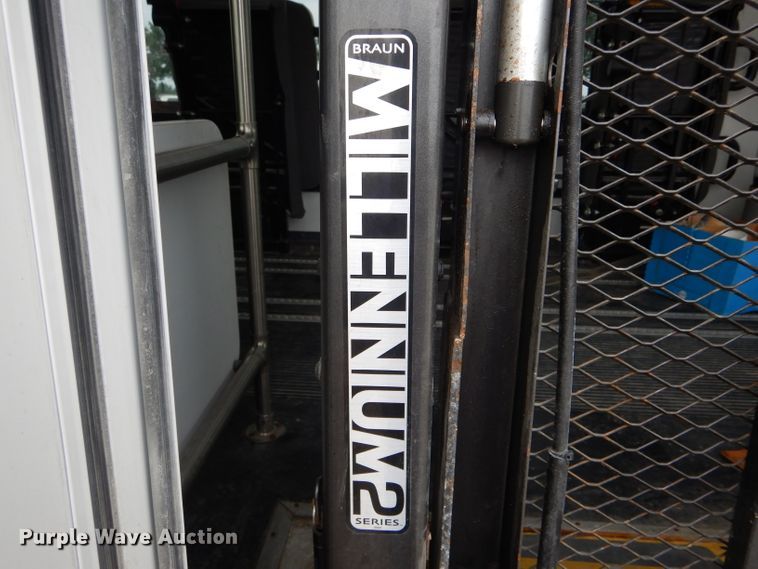 BRAUN
MILLENNIUM2
SERIES
Purple Wave Auction